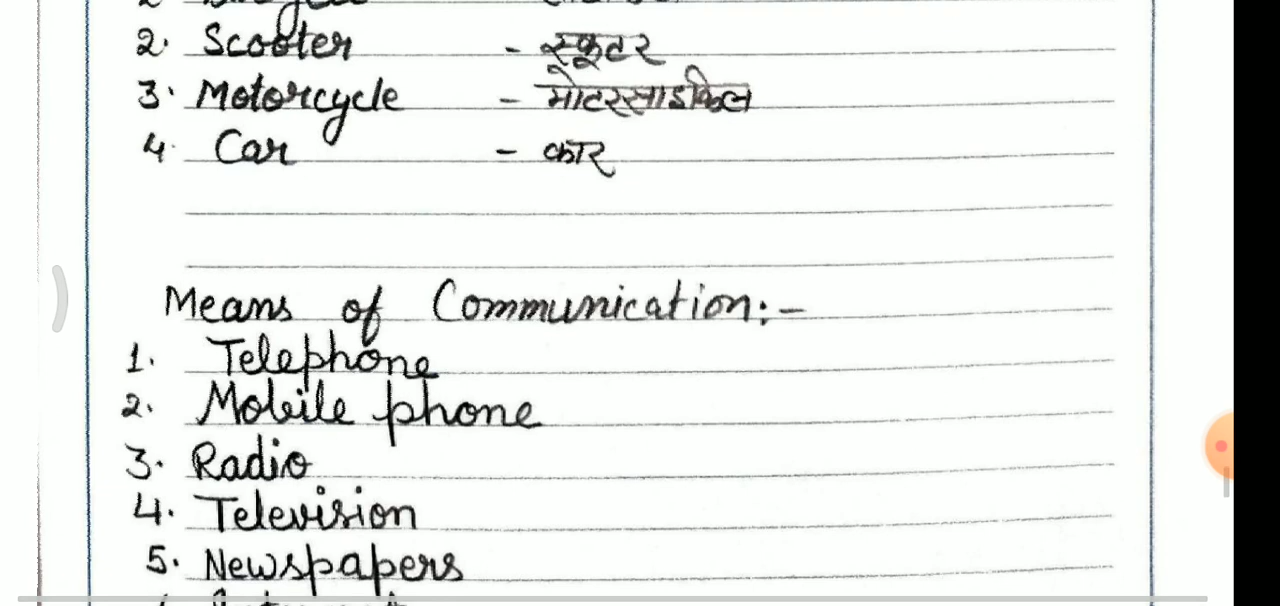 2. Scooter - स्कूटर
3. Motorcycle - मोटरसाइकिल
4. Car - कार
Means of Communication:-
1. Telephone
2. Mobile phone
3. Radio
4. Television
5. Newspapers